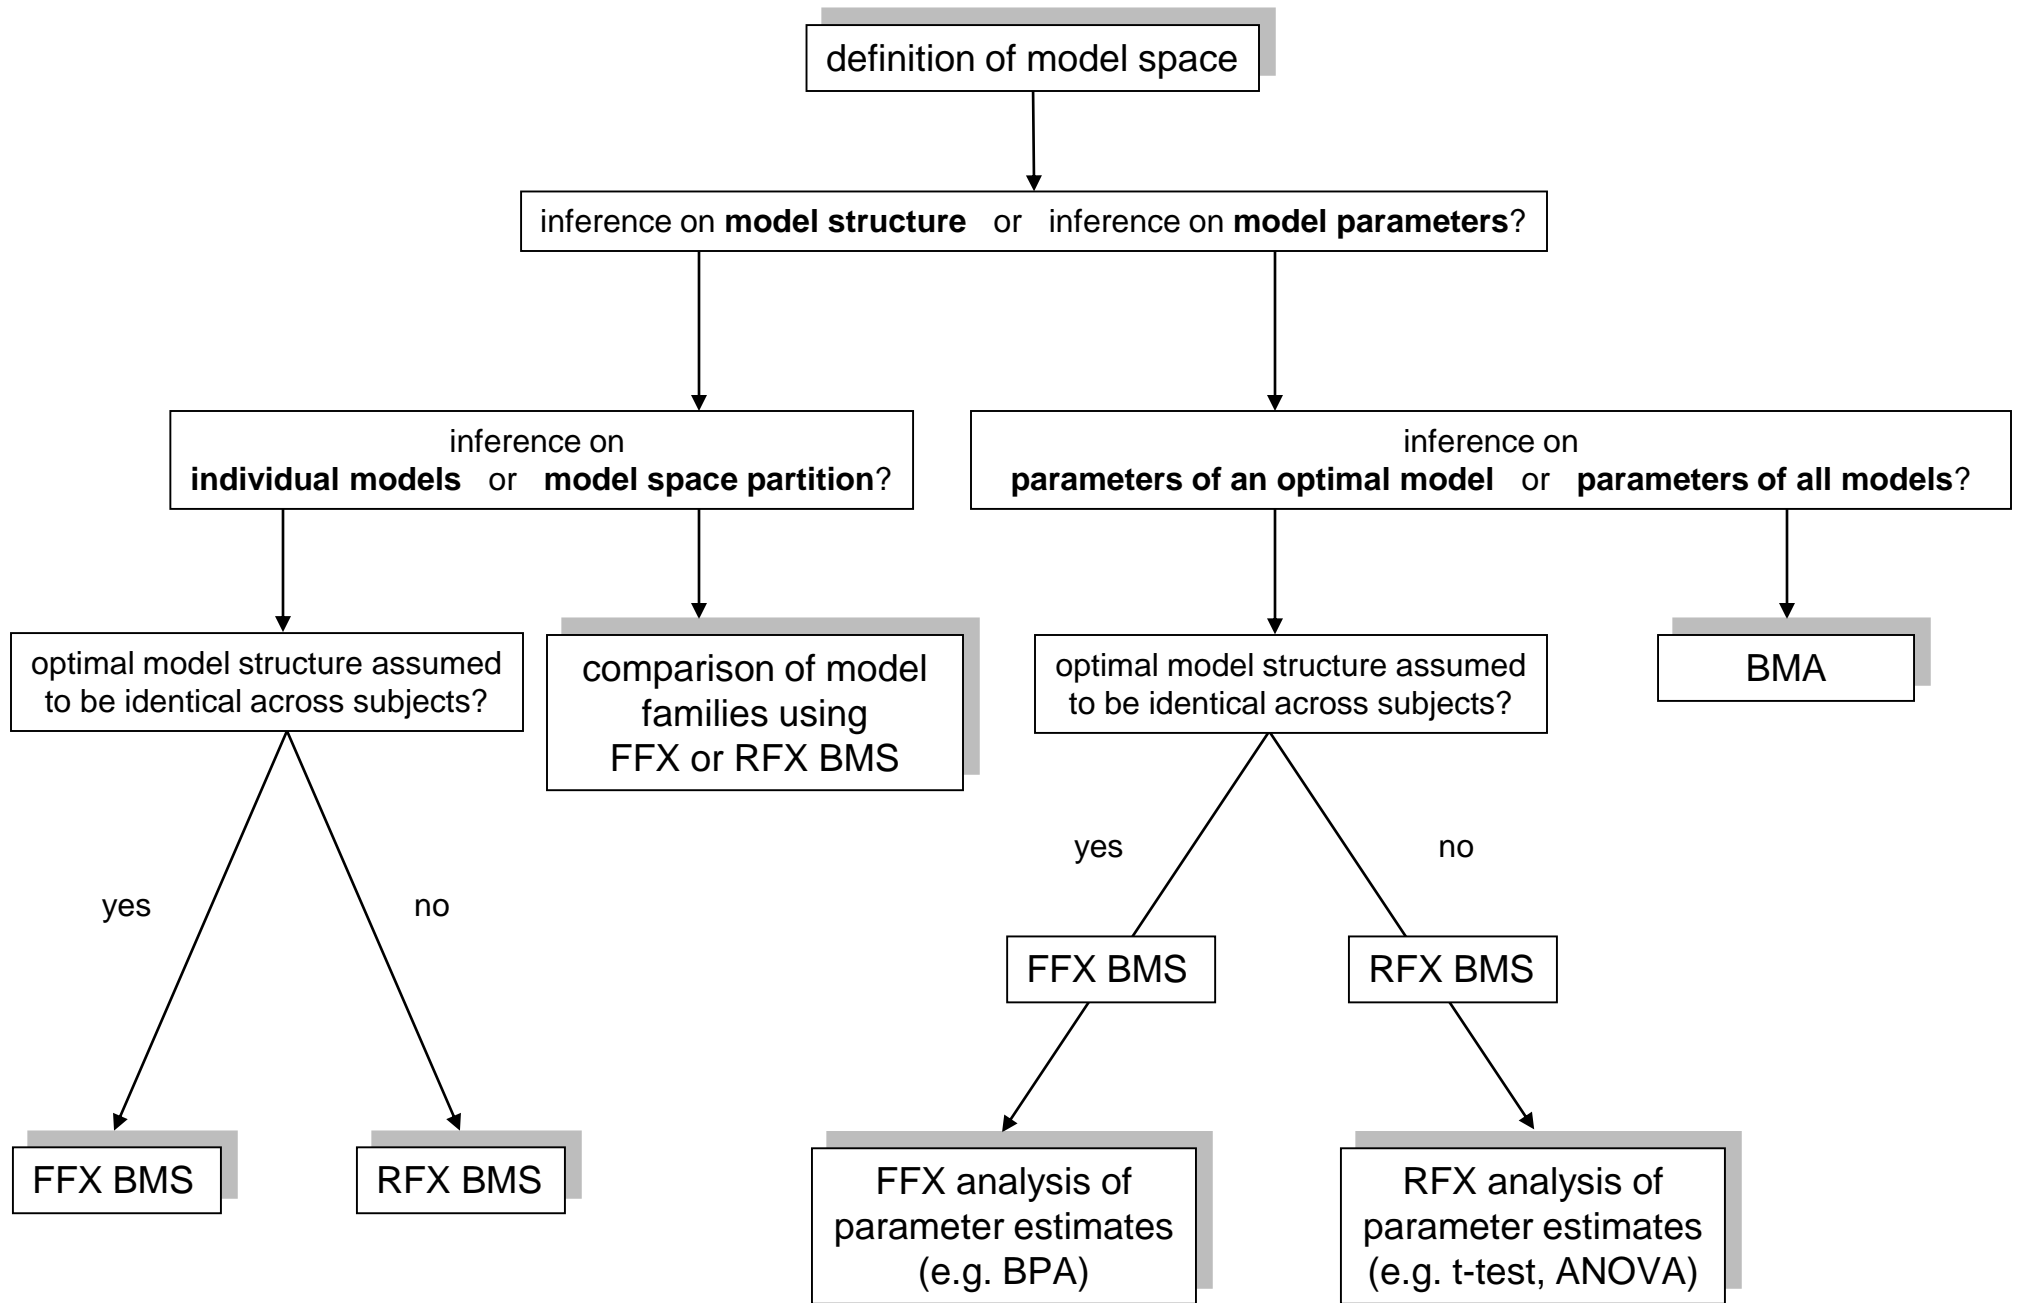 definition of model space
inference on model structure or inference on model parameters?
inference on
individual models or model space partition?
inference on
parameters of an optimal model or parameters of all models?
optimal model structure assumed
to be identical across subjects?
comparison of model
families using
FFX or RFX BMS
optimal model structure assumed
to be identical across subjects?
BMA
yes
no
yes
no
FFX BMS
RFX BMS
FFX BMS
RFX BMS
FFX analysis of
parameter estimates
(e.g. BPA)
RFX analysis of
parameter estimates
(e.g. t-test, ANOVA)